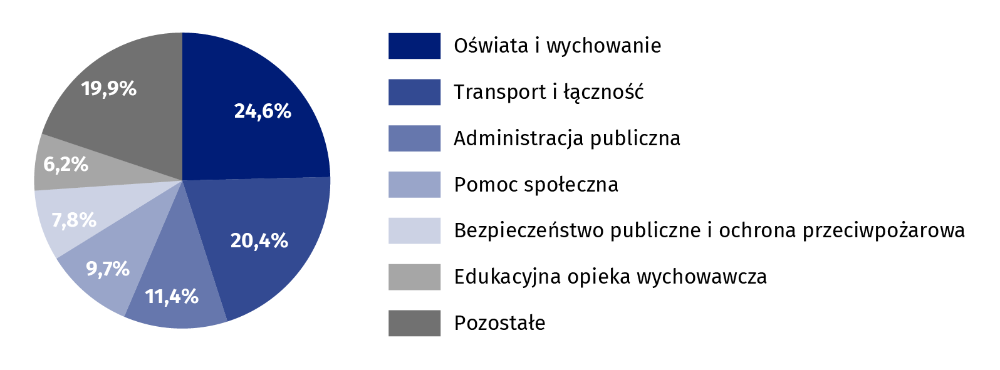 19,9%
24,6%
6,2%
7,8%
20,4%
9,7%
11,4%
Oświata i wychowanie
Transport i łączność
Administracja publiczna
Pomoc społeczna
Bezpieczeństwo publiczne i ochrona przeciwpożarowa
Edukacyjna opieka wychowawcza
Pozostałe